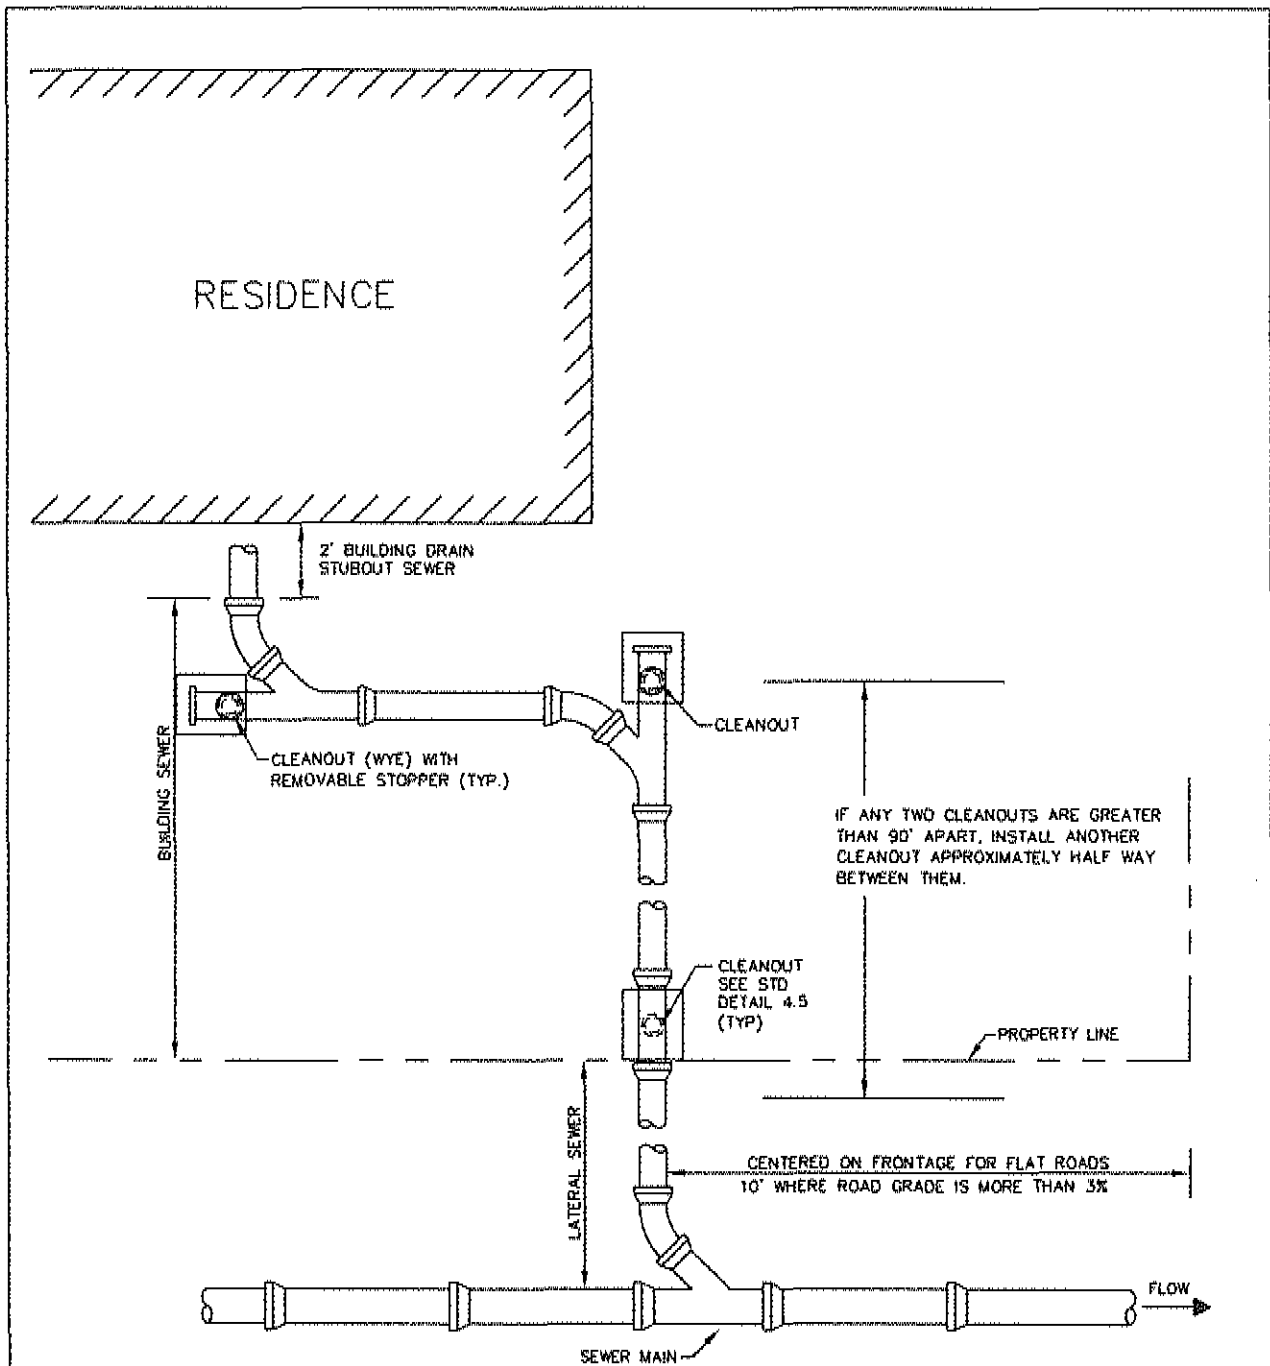 RESIDENCE
2' BUILDING DRAIN
STUBOUT SEWER
BUILDING SEWER
CLEANOUT (WYE) WITH
REMOVABLE STOPPER (TYP.)
CLEANOUT
IF ANY TWO CLEANOUTS ARE GREATER
THAN 90' APART, INSTALL ANOTHER
CLEANOUT APPROXIMATELY HALF WAY
BETWEEN THEM.
CLEANOUT
SEE STD
DETAIL 4.5
(TYP)
PROPERTY LINE
LATERAL SEWER
CENTERED ON FRONTAGE FOR FLAT ROADS
10' WHERE ROAD GRADE IS MORE THAN 3%
FLOW
SEWER MAIN